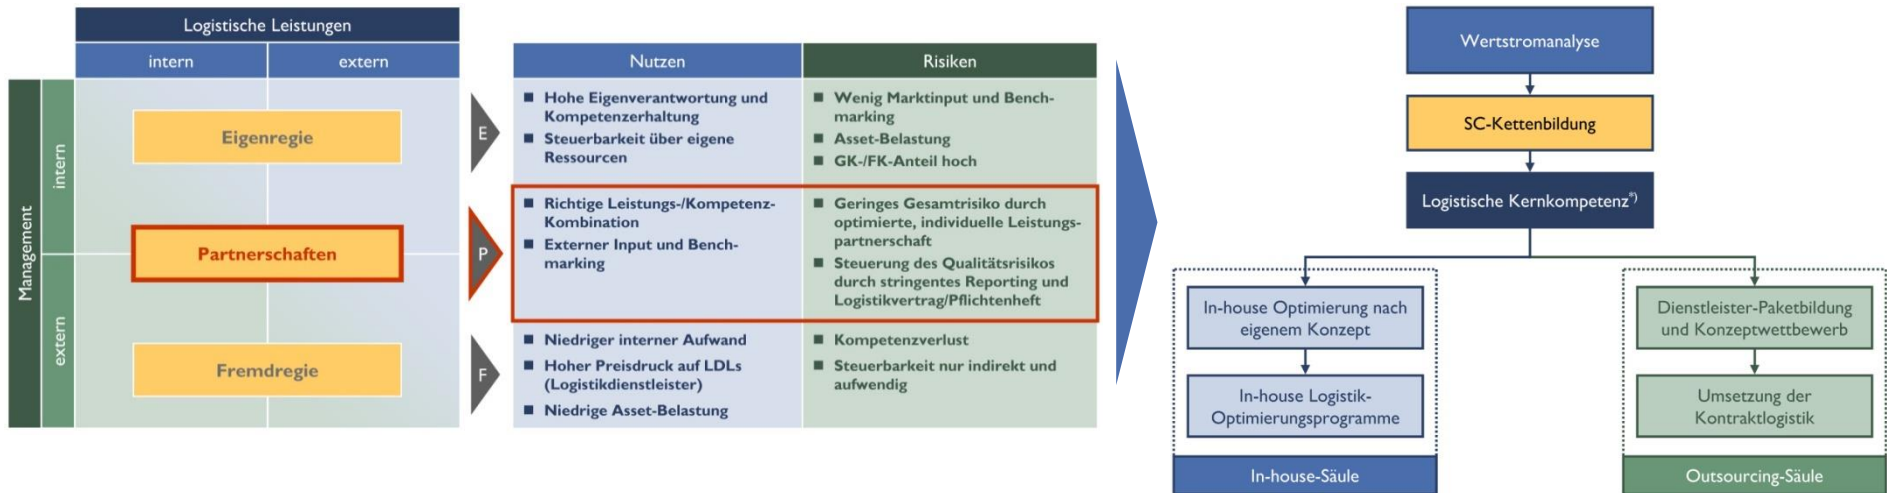 Logistische Leistungen
intern
extern
Management
intern
extern
Eigenregie
Partnerschaften
Fremdregie
E
P
F
Nutzen
Risiken
Hohe Eigenverantwortung und
Kompetenzerhaltung
Steuerbarkeit über eigene
Ressourcen
Wenig Marktinput und Bench-
marking
Asset-Belastung
GK-/FK-Anteil hoch
Richtige Leistungs-/Kompetenz-
Kombination
Externer Input und Bench-
marking
Geringes Gesamtrisiko durch
optimierte, individuelle Leistungs-
partnerschaft
Steuerung des Qualitätsrisikos
durch stringentes Reporting und
Logistikvertrag/Pflichtenheft
Niedriger interner Aufwand
Hoher Preisdruck auf LDLs
(Logistikdienstleister)
Niedrige Asset-Belastung
Kompetenzverlust
Steuerbarkeit nur indirekt und
aufwendig
Wertstromanalyse
SC-Kettenbildung
Logistische Kernkompetenz*)
In-house Optimierung nach
eigenem Konzept
In-house Logistik-
Optimierungsprogramme
In-house-Säule
Dienstleister-Paketbildung
und Konzeptwettbewerb
Umsetzung der
Kontraktlogistik
Outsourcing-Säule